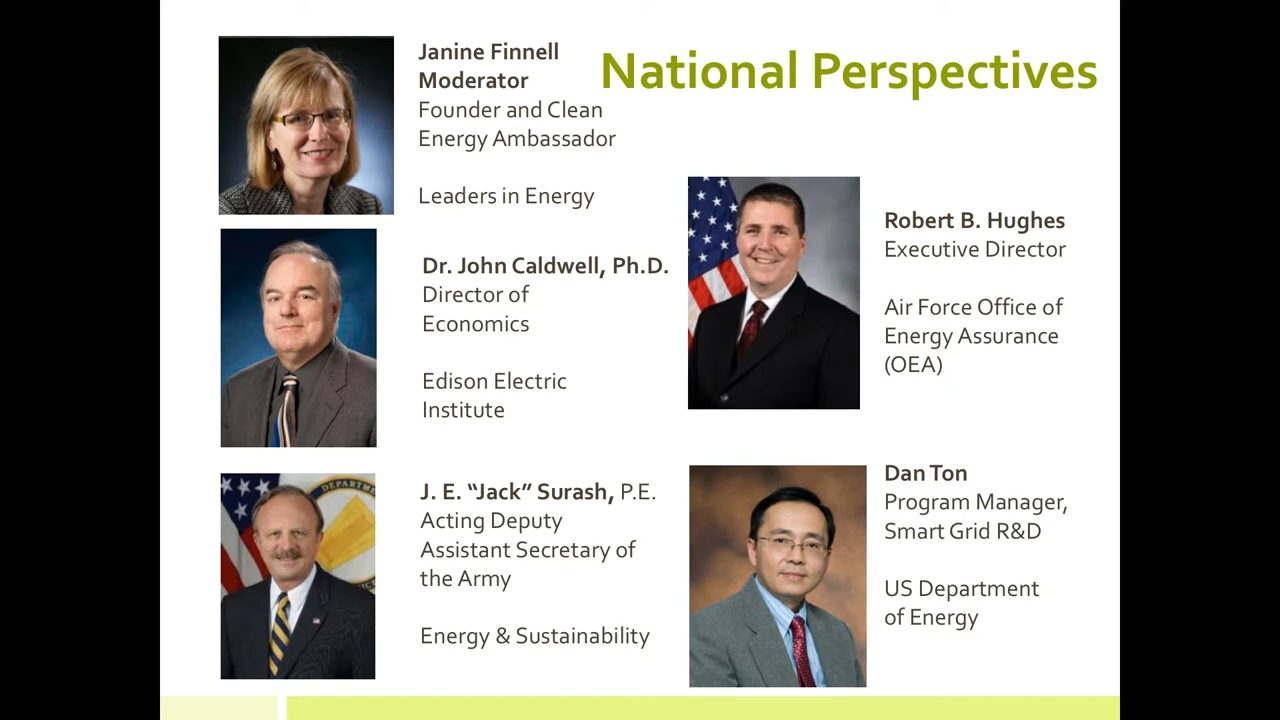 National Perspectives
Janine Finnell
Moderator
Founder and Clean
Energy Ambassador
Leaders in Energy
Dr. John Caldwell, Ph.D.
Director of
Economics
Edison Electric
Institute
J. E. “Jack” Surash, P.E.
Acting Deputy
Assistant Secretary of
the Army
Energy & Sustainability
Robert B. Hughes
Executive Director
Air Force Office of
Energy Assurance
(OEA)
Dan Ton
Program Manager,
Smart Grid R&D
US Department
of Energy